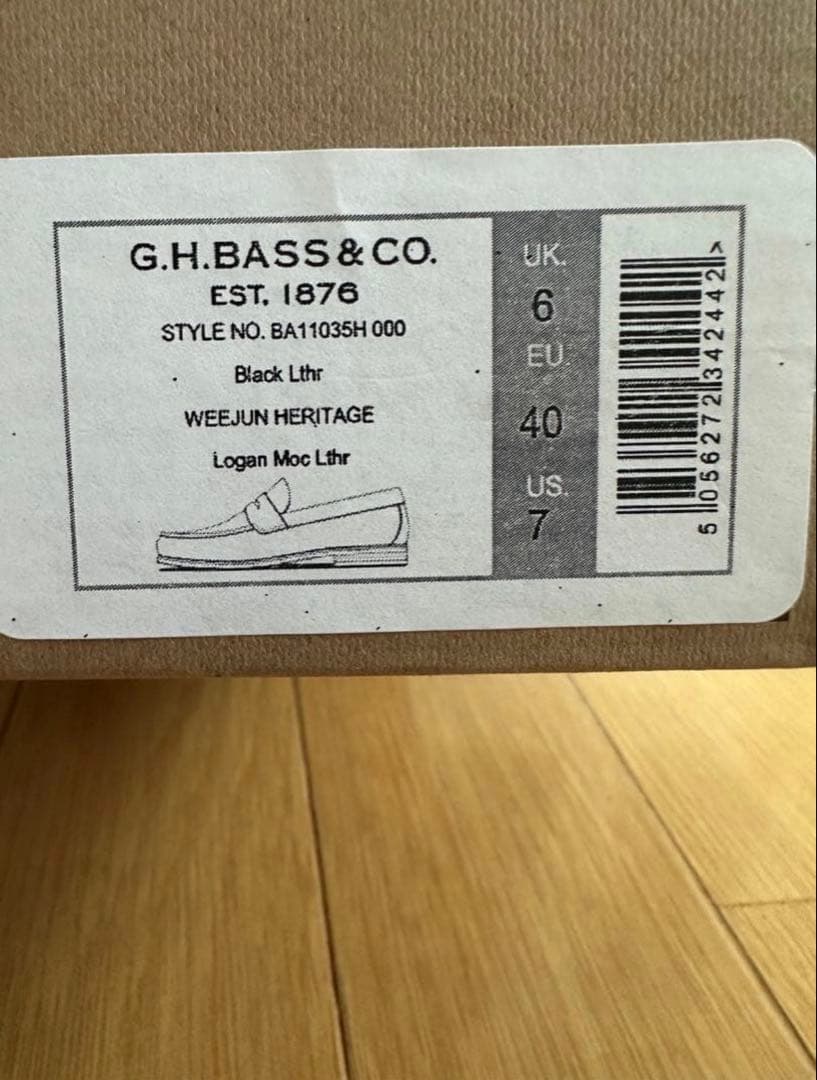 G.H.BASS & CO.
EST. 1876
STYLE NO. BA11035H 000
Black Lthr
WEEJUN HERITAGE
Logan Moc Lthr
UK.
6
EU
40
US.
7
5 056272 342442 >